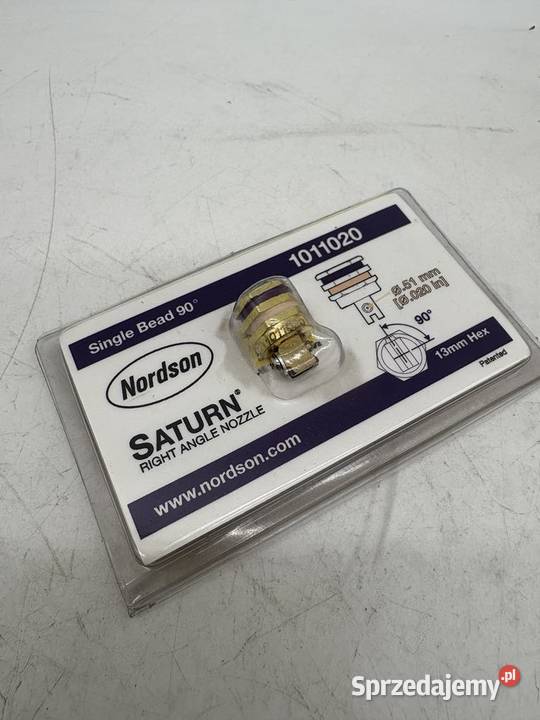 Single Bead 90°
1011020
Nordson
SATURN®
RIGHT ANGLE NOZZLE
www.nordson.com
Ø.51 mm
[Ø.020 in]
90°
13mm Hex
Patented
Sprzedajemy.pl